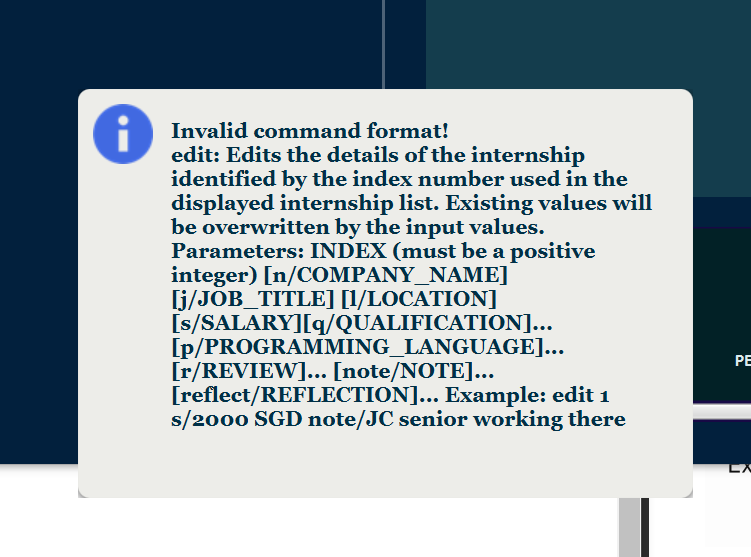 Invalid command format!
edit: Edits the details of the internship
identified by the index number used in the
displayed internship list. Existing values will
be overwritten by the input values.
Parameters: INDEX (must be a positive
integer) [n/COMPANY_NAME]
[j/JOB_TITLE] [l/LOCATION]
[s/SALARY][q/QUALIFICATION]...
[p/PROGRAMMING_LANGUAGE]...
[r/REVIEW]... [note/NOTE]...
[reflect/REFLECTION]... Example: edit 1
s/2000 SGD note/JC senior working there
PE